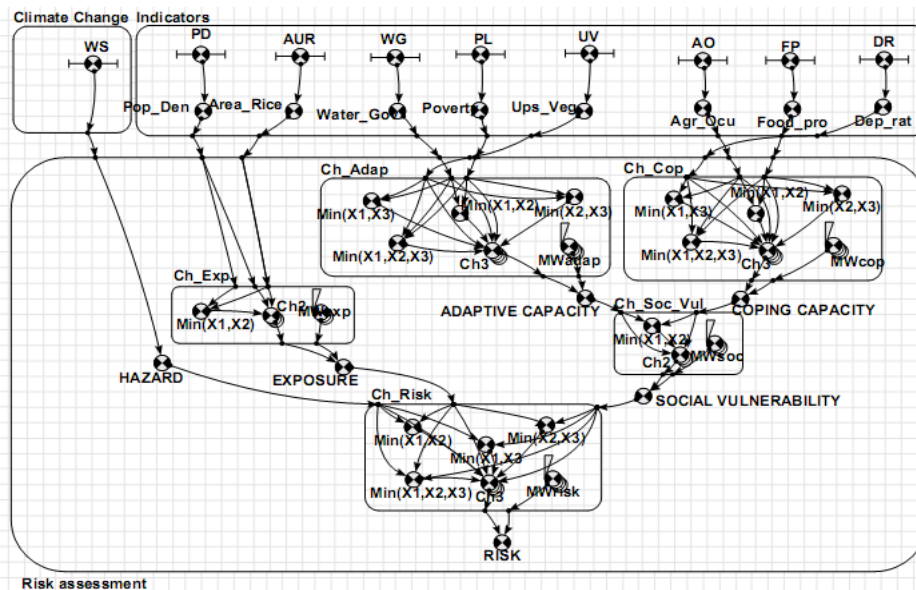 Climate Change Indicators
WS
PD
AUR
WG
PL
UV
AO
FP
DR
Pop_Den
Area_Rice
Water_Go
Poverty
Ups_Veg
Agr_Ocu
Food_pro
Dep_rat
Ch_Adap
Min(X1,X3)
Min(X1,X2)
Min(X2,X3)
Min(X1,X2,X3)
Ch3
MWadap
Ch_Cop
Min(X1,X2)
Min(X1,X3)
Min(X2,X3)
Min(X1,X2,X3)
Ch3
MWcop
Ch_Exp
Min(X1,X2)
Ch2
MWexp
ADAPTIVE CAPACITY
COPING CAPACITY
Ch_Soc_Vul
Min(X1,X2)
Ch2
MWsoc
HAZARD
EXPOSURE
SOCIAL VULNERABILITY
Ch_Risk
Min(X1,X2)
Min(X2,X3)
Min(X1,X3
Min(X1,X2,X3)
Ch3
MWrisk
RISK
Risk assessment